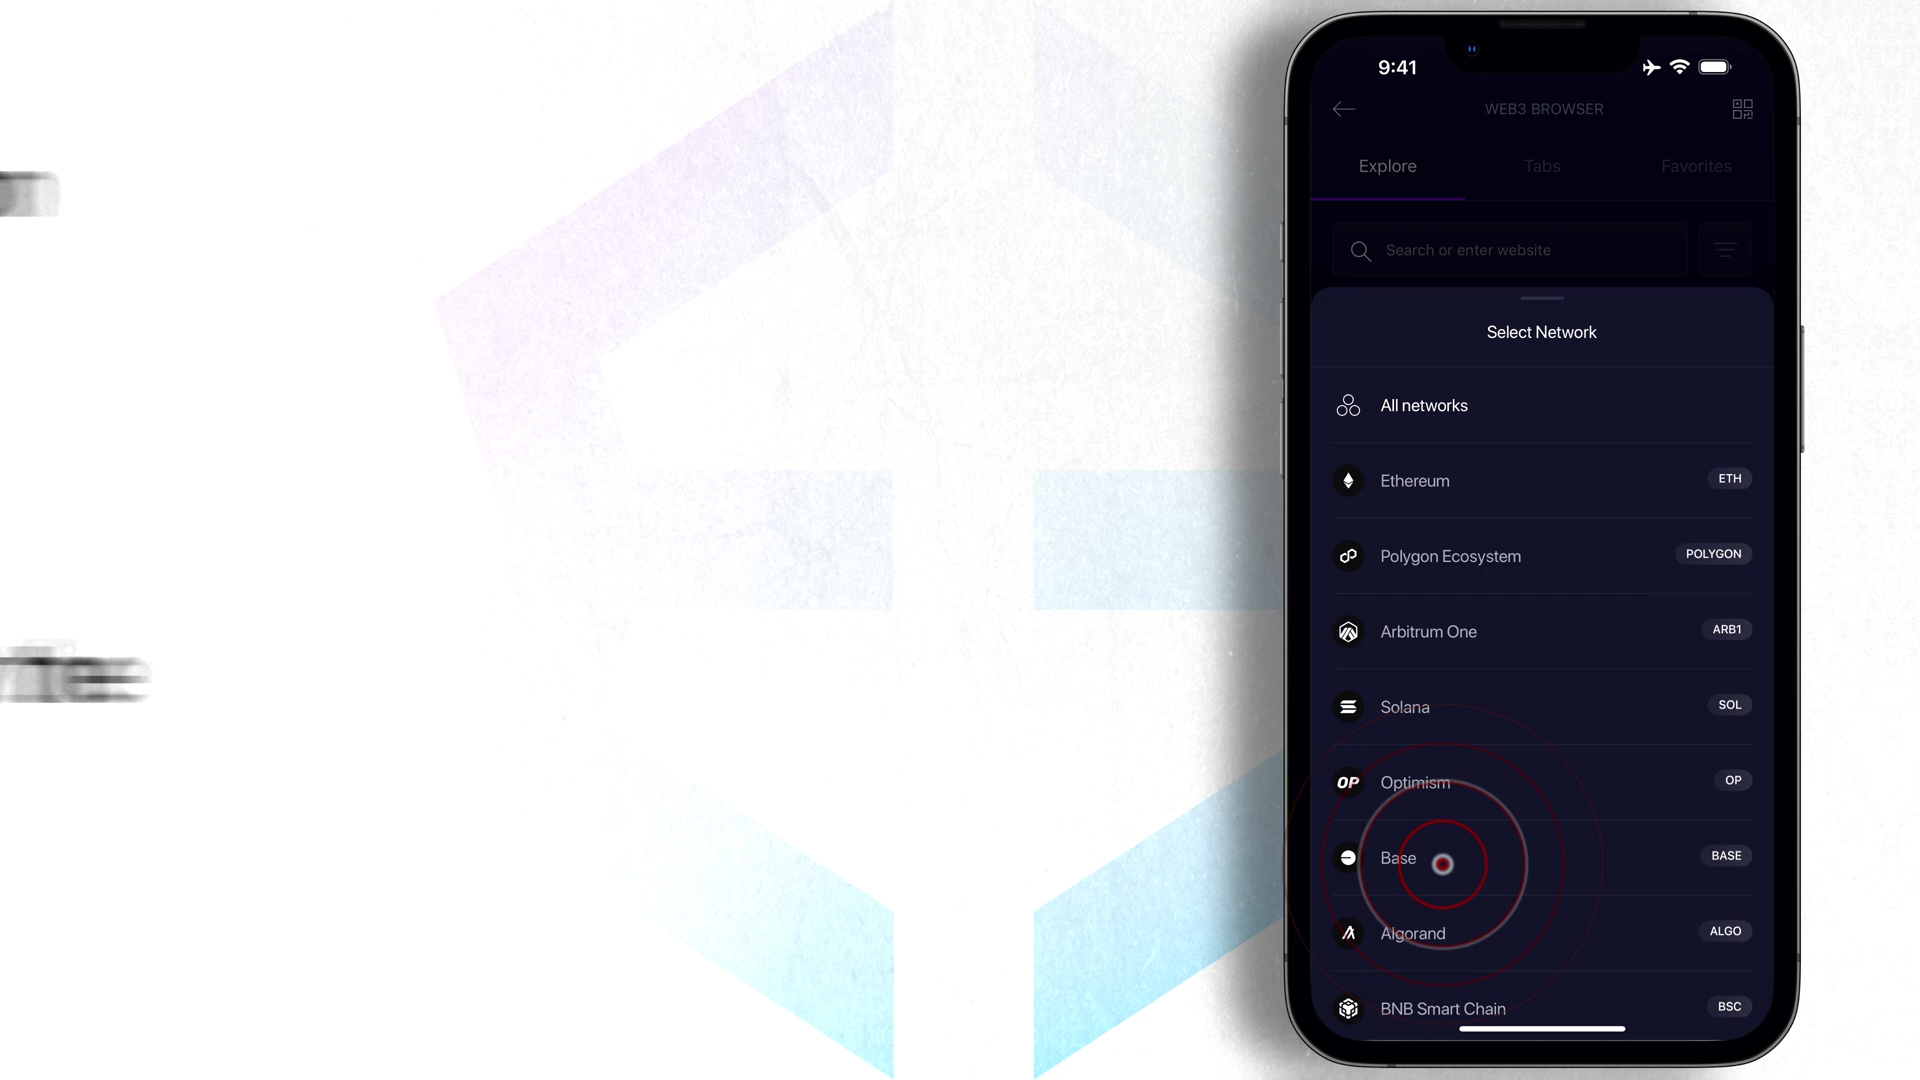 9:41
WEB3 BROWSER
Explore Tabs Favorites
Search or enter website
Select Network
All networks
Ethereum ETH
Polygon Ecosystem POLYGON
Arbitrum One ARB1
Solana SOL
OP Optimism OP
Base BASE
Algorand ALGO
BNB Smart Chain BSC